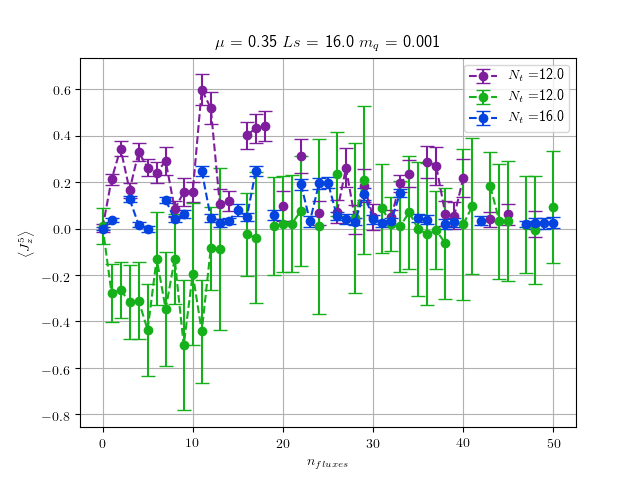 μ = 0.35 Ls = 16.0 m_q = 0.001
N_t =12.0
N_t =12.0
N_t =16.0
0.6
0.4
0.2
0.0
−0.2
−0.4
−0.6
−0.8
⟨J_z^5⟩
0 10 20 30 40 50
n_fluxes